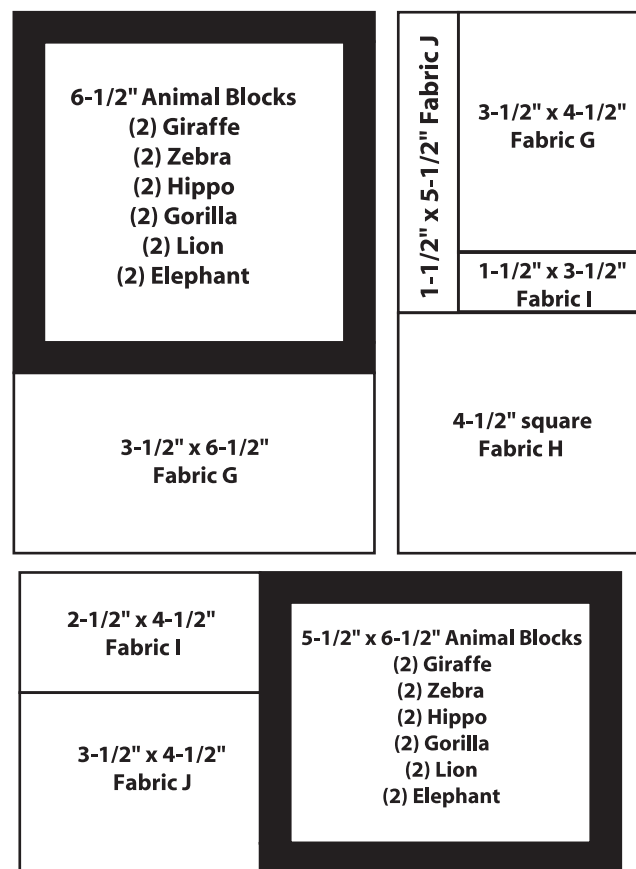 6-1/2" Animal Blocks
(2) Giraffe
(2) Zebra
(2) Hippo
(2) Gorilla
(2) Lion
(2) Elephant
3-1/2" x 6-1/2"
Fabric G
1-1/2" x 5-1/2" Fabric J
3-1/2" x 4-1/2"
Fabric G
1-1/2" x 3-1/2"
Fabric I
4-1/2" square
Fabric H
2-1/2" x 4-1/2"
Fabric I
3-1/2" x 4-1/2"
Fabric J
5-1/2" x 6-1/2" Animal Blocks
(2) Giraffe
(2) Zebra
(2) Hippo
(2) Gorilla
(2) Lion
(2) Elephant